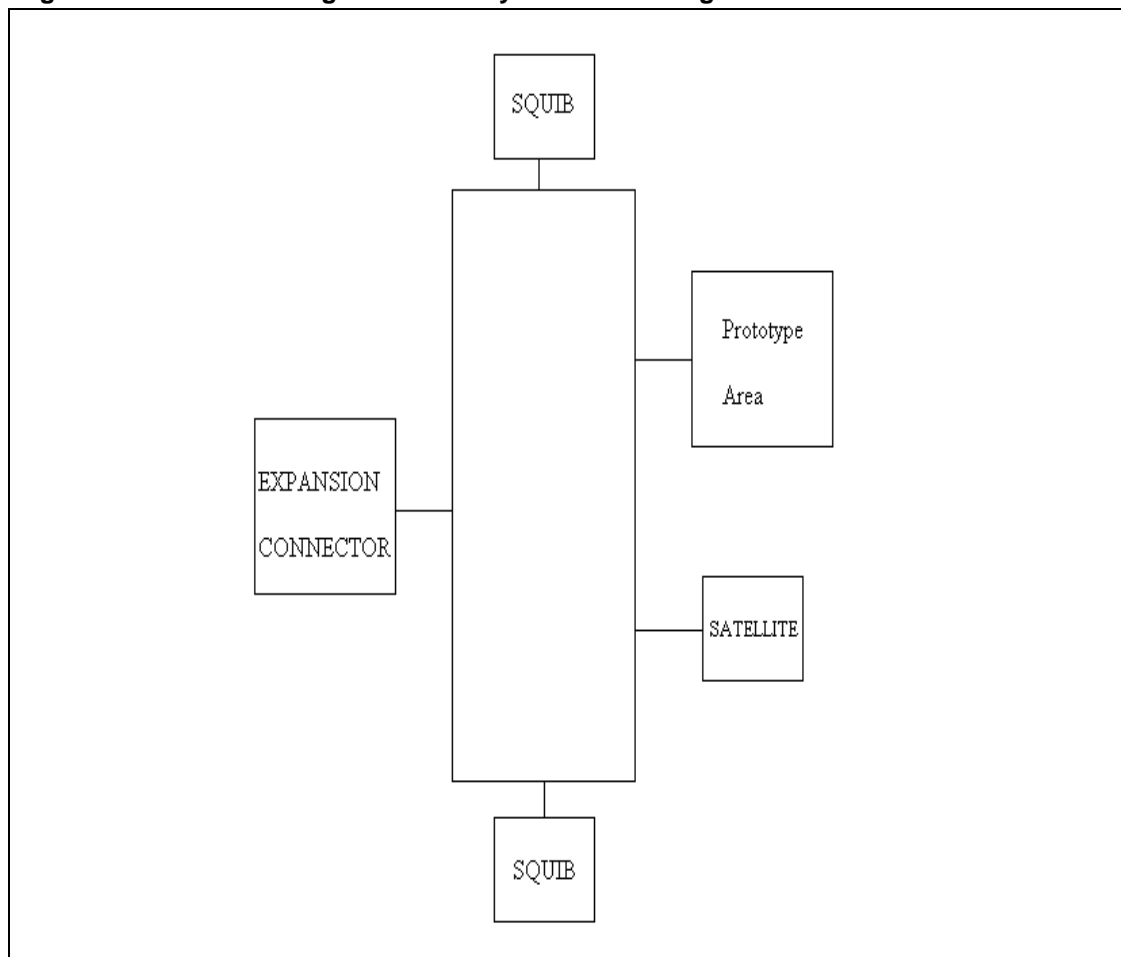 SQUIB
Prototype
Area
EXPANSION
CONNECTOR
SATELLITE
SQUIB